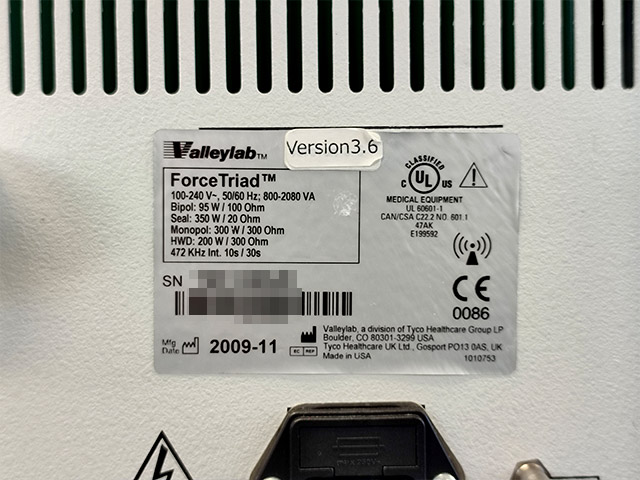 Valleylab™
Version3.6
ForceTriad™
100-240 V~, 50/60 Hz; 800-2080 VA
Bipol: 95 W / 100 Ohm
Seal: 350 W / 20 Ohm
Monopol: 300 W / 300 Ohm
HWD: 200 W / 300 Ohm
472 KHz Int. 10s / 30s
CLASSIFIED
C UL US
MEDICAL EQUIPMENT
UL 60601-1
CAN/CSA C22.2 NO. 601.1
47AK
E199592
SN
CE
0086
Mfg
Date
2009-11
EC REP
Valleylab, a division of Tyco Healthcare Group LP
Boulder, CO 80301-3299 USA
Tyco Healthcare UK Ltd., Gosport PO13 0AS, UK
Made in USA
1010753